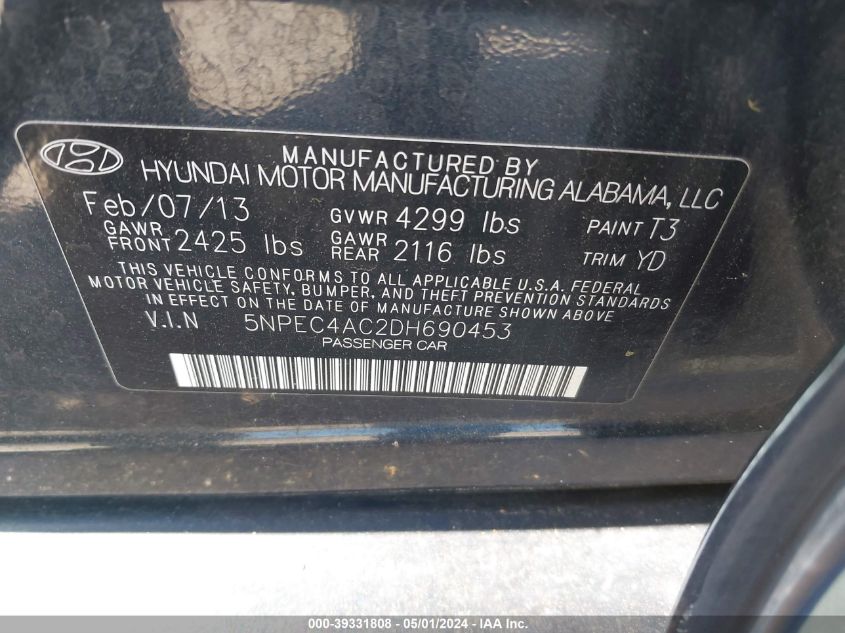 MANUFACTURED BY
HYUNDAI MOTOR MANUFACTURING ALABAMA, LLC
Feb/07/13 GVWR 4299 lbs PAINT T3
GAWR FRONT 2425 lbs GAWR REAR 2116 lbs TRIM YD
THIS VEHICLE CONFORMS TO ALL APPLICABLE U.S.A. FEDERAL
MOTOR VEHICLE SAFETY, BUMPER, AND THEFT PREVENTION STANDARDS
IN EFFECT ON THE DATE OF MANUFACTURE SHOWN ABOVE.
V.I.N 5NPEC4AC2DH690453
PASSENGER CAR
000-39331808 - 05/01/2024 - IAA, Inc.